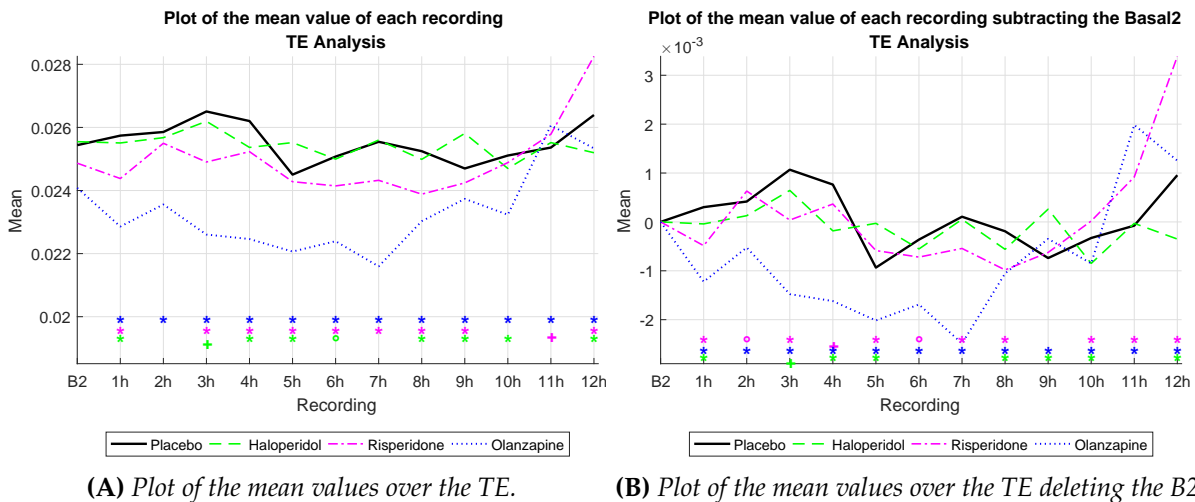 Plot of the mean value of each recording
TE Analysis
0.028
0.026
0.024
0.022
0.02
Mean
B2 1h 2h 3h 4h 5h 6h 7h 8h 9h 10h 11h 12h
Recording
Placebo Haloperidol Risperidone Olanzapine
(A) Plot of the mean values over the TE.
Plot of the mean value of each recording subtracting the Basal2
TE Analysis
× 10⁻³
3
2
1
0
-1
-2
Mean
B2 1h 2h 3h 4h 5h 6h 7h 8h 9h 10h 11h 12h
Recording
Placebo Haloperidol Risperidone Olanzapine
(B) Plot of the mean values over the TE deleting the B2